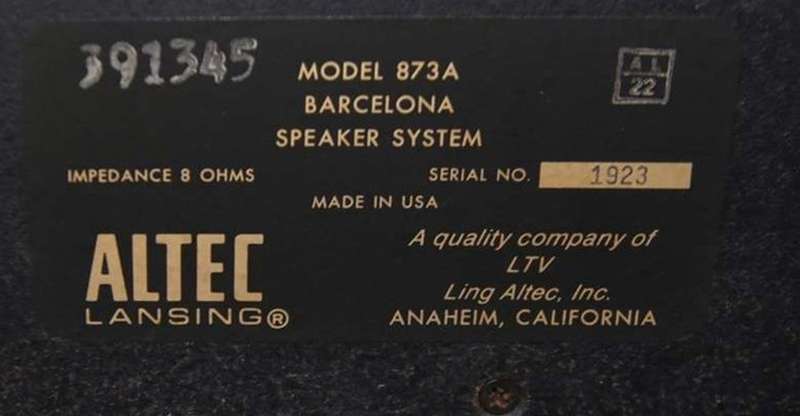 391345
MODEL 873A
BARCELONA
SPEAKER SYSTEM
A L
22
IMPEDANCE 8 OHMS
SERIAL NO. 1923
MADE IN USA
ALTEC
LANSING®
A quality company of
LTV
Ling Altec, Inc.
ANAHEIM, CALIFORNIA